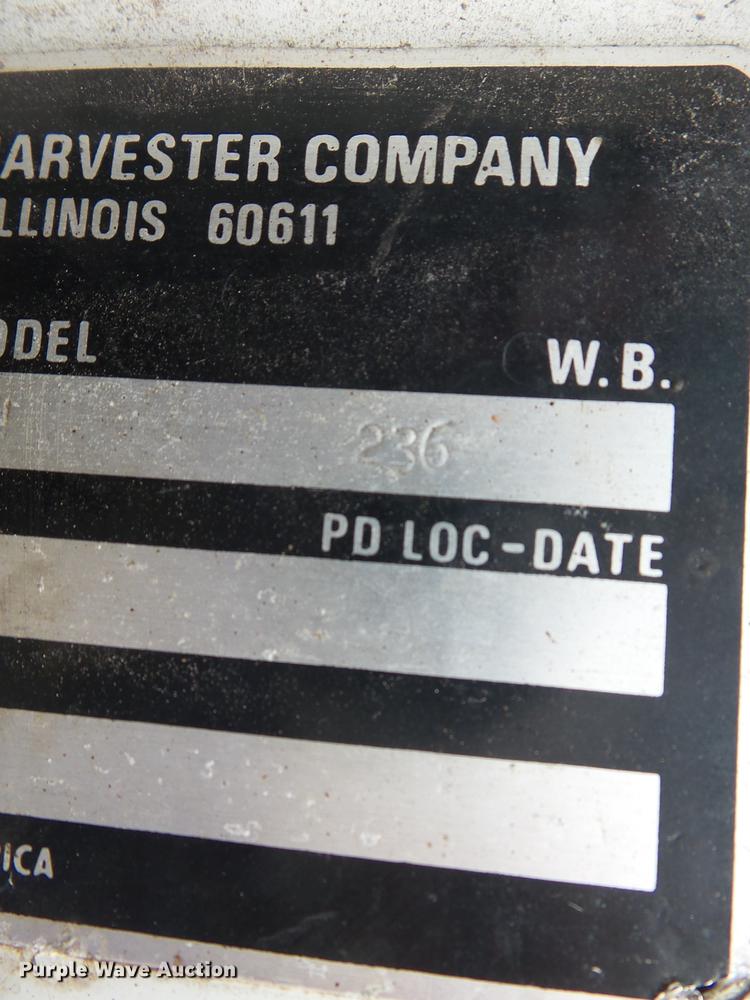 ARVESTER COMPANY
LLINOIS 60611
ODEL W.B.
236
PD LOC-DATE
ICA
Purple Wave Auction